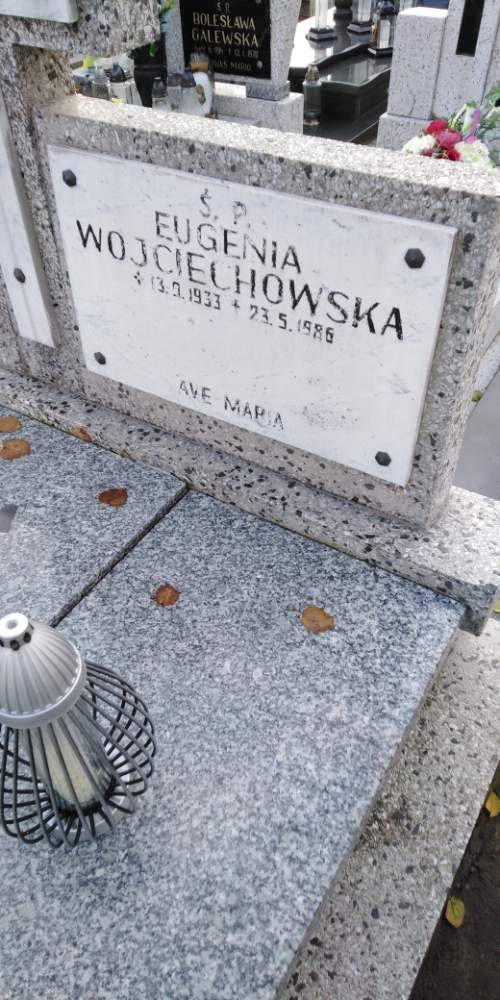 Ś. P.
BOLESŁAWA
GALEWSKA
Ś. P.
EUGENIA
WOJCIECHOWSKA
+ 13.9.1933 + 23.5.1986
AVE MARIA